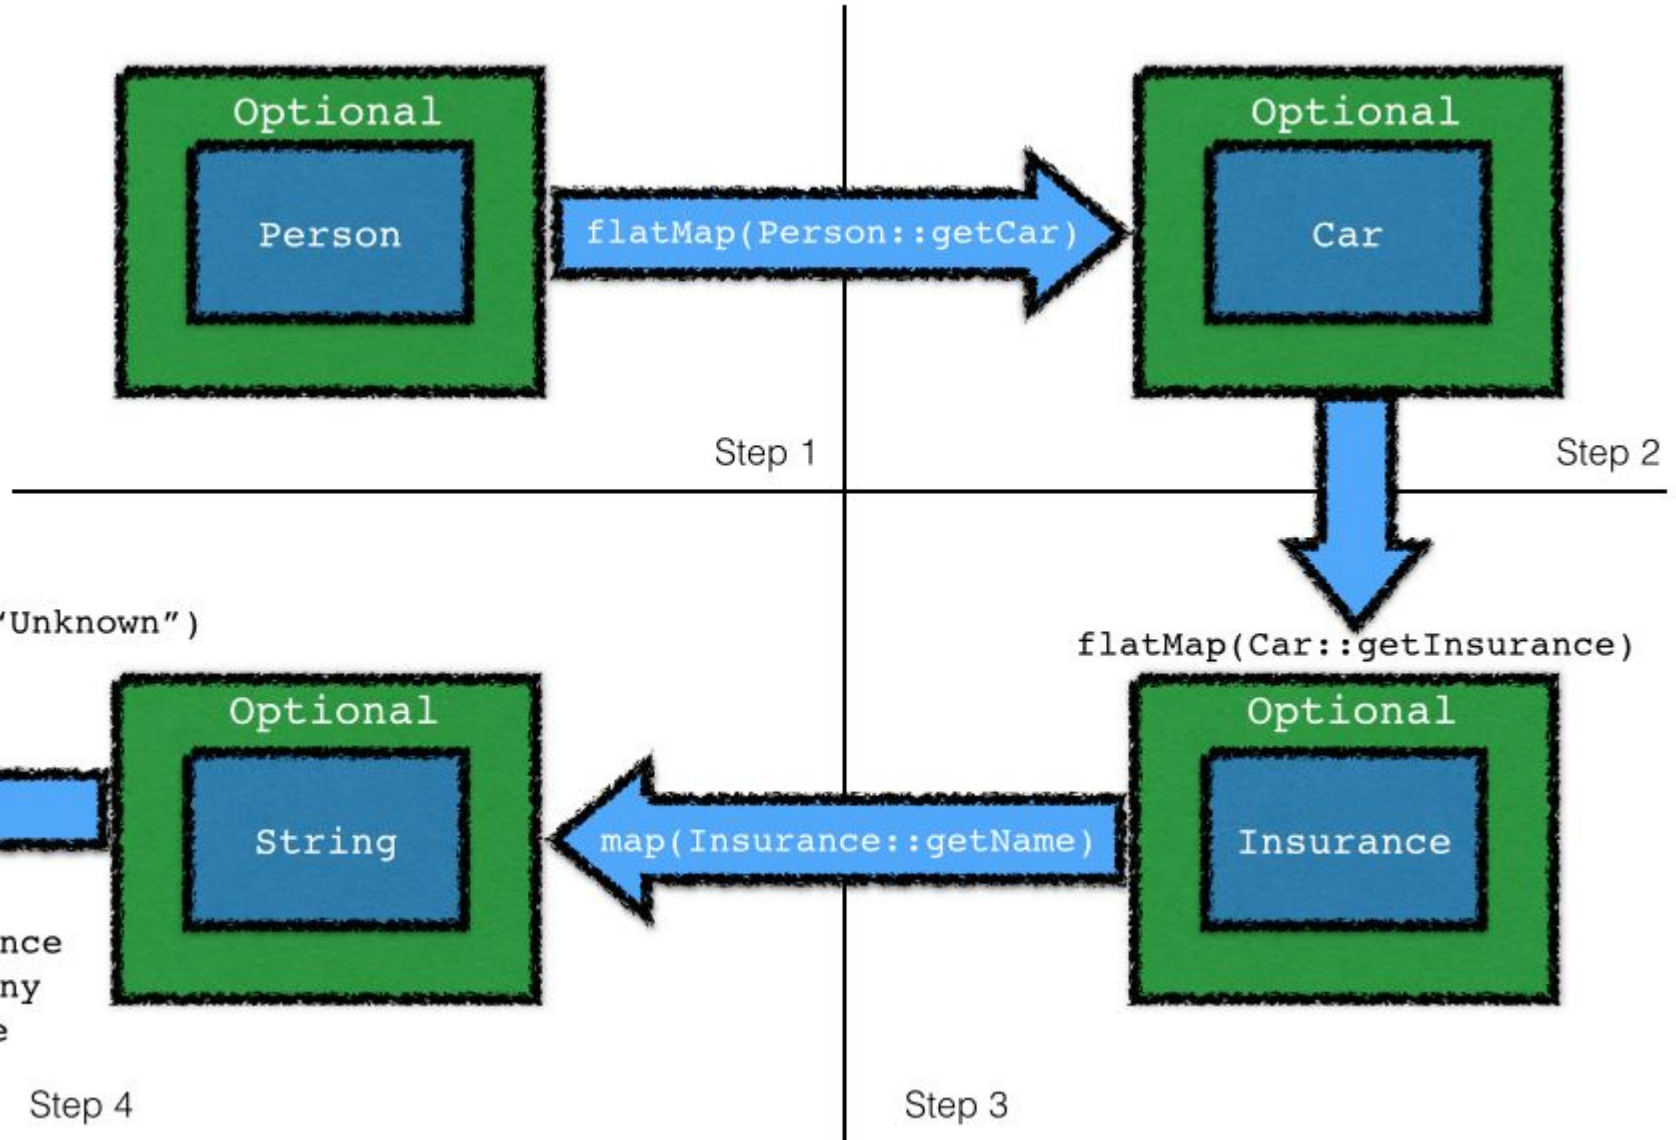 Optional
Person
flatMap(Person::getCar)
Optional
Car
Step 1
Step 2
flatMap(Car::getInsurance)
Optional
Insurance
map(Insurance::getName)
Optional
String
"Unknown")
nce
ny
e
Step 4
Step 3